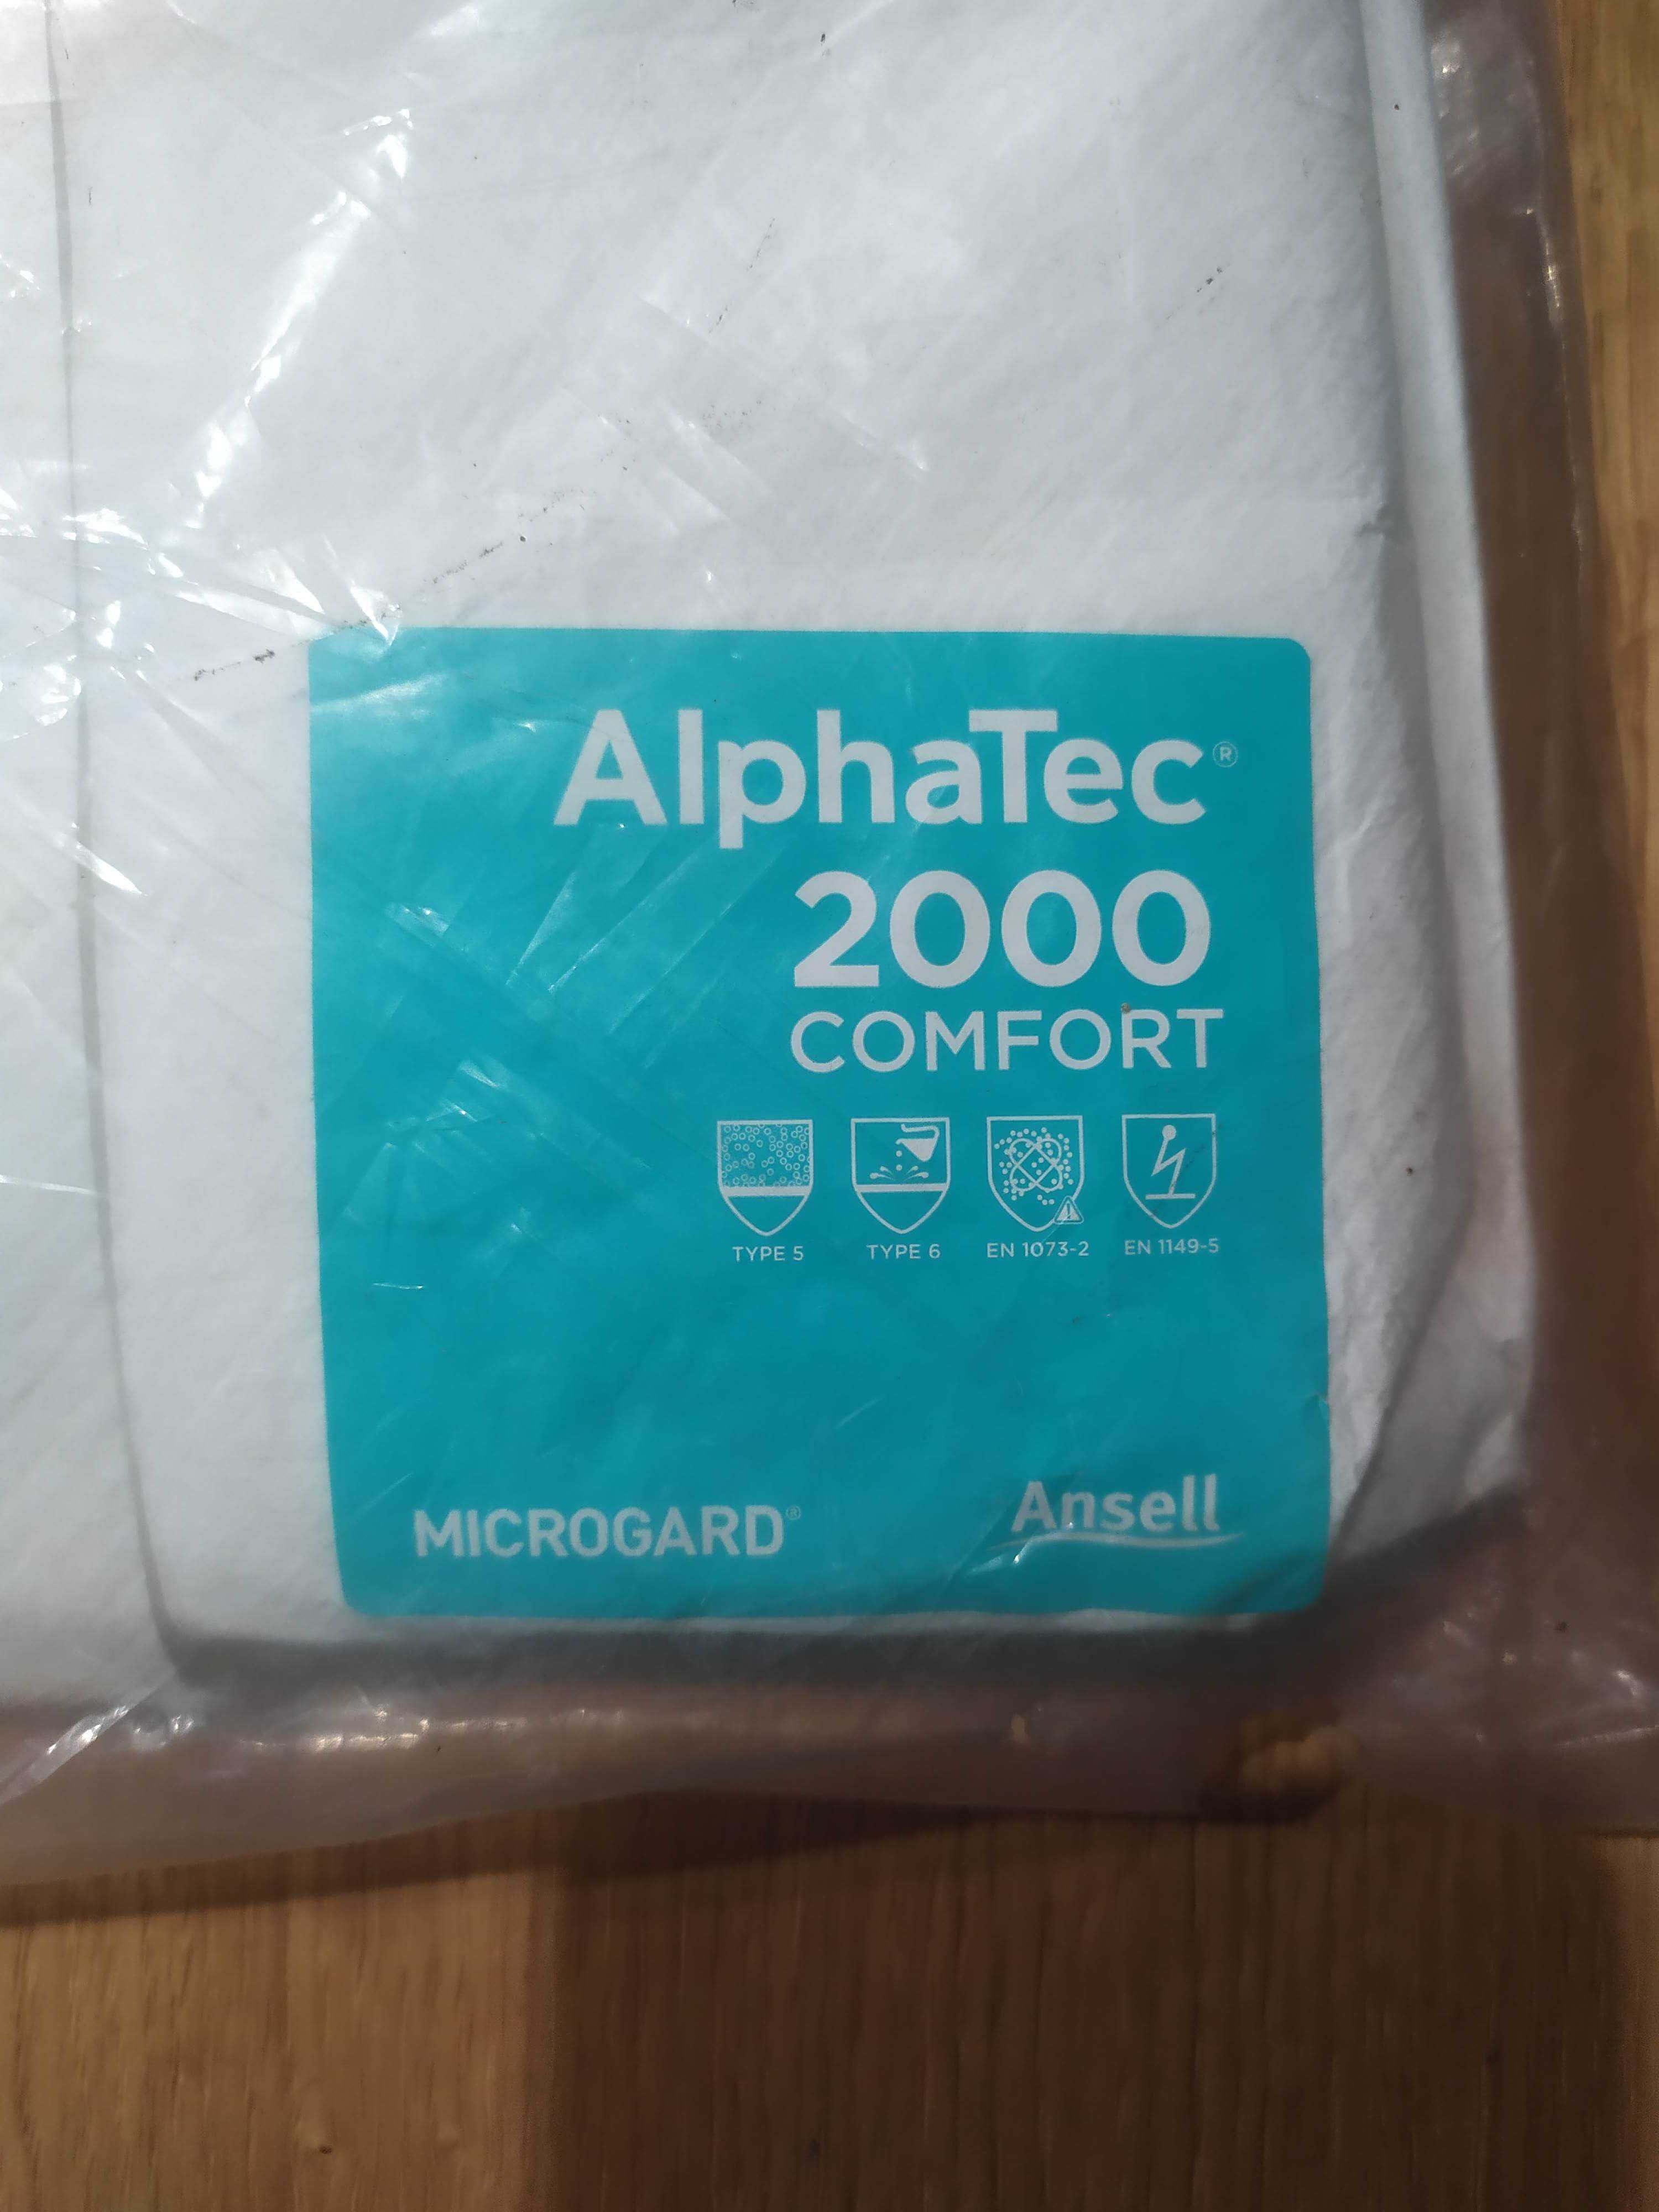 AlphaTec®
2000
COMFORT
TYPE 5 TYPE 6 EN 1073-2 EN 1149-5
MICROGARD® Ansell